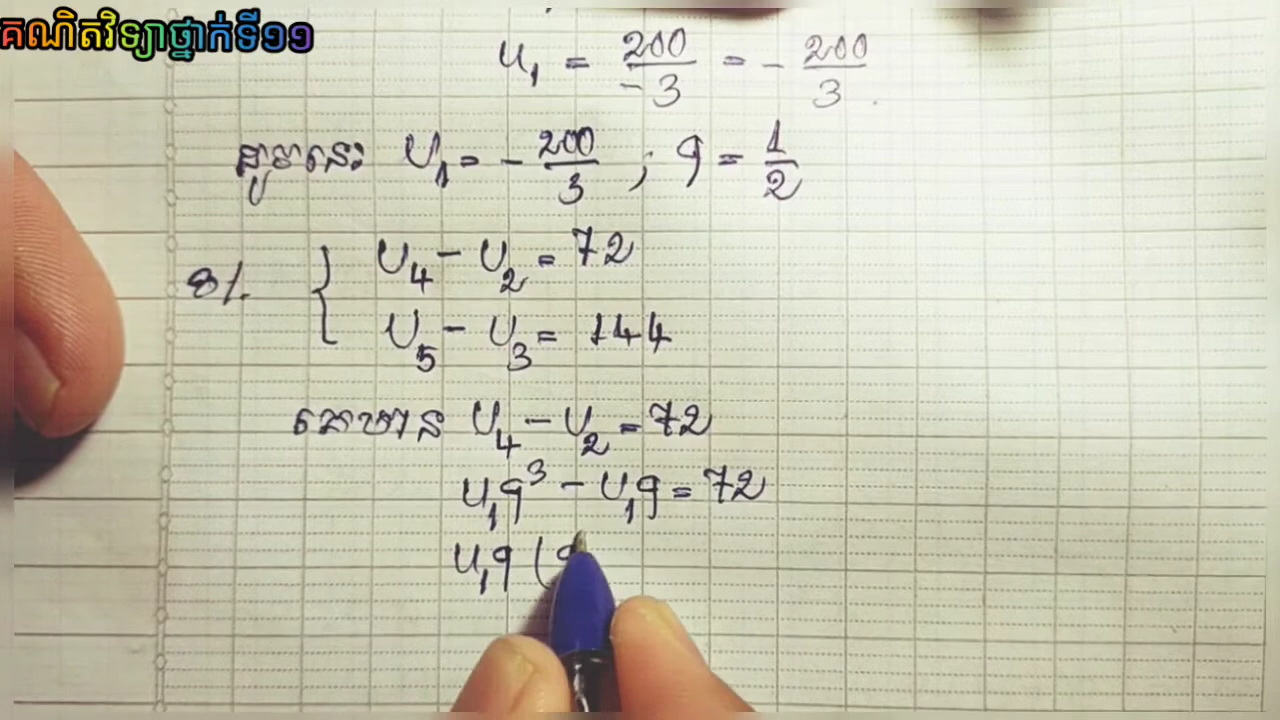 គណិតវិទ្យាថ្នាក់ទី១១
u₁ = 200/-3 = - 200/3 .
ដូចនេះ U₁ = - 200/3 ; q = 1/2
ខ/. { U₄ - U₂ = 72
U₅ - U₃ = 144
គេមាន U₄ - U₂ = 72
u₁q³ - u₁q = 72
u₁q (q